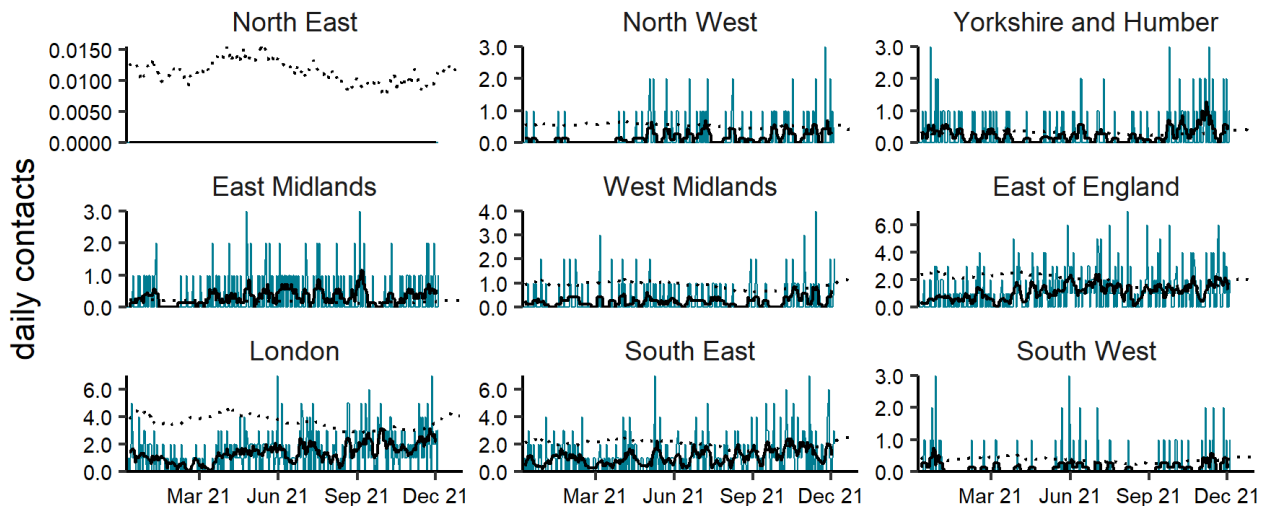 North East
North West
Yorkshire and Humber
0.0150
0.0100
0.0050
0.0000
3.0
2.0
1.0
0.0
3.0
2.0
1.0
0.0
daily contacts
East Midlands
West Midlands
East of England
3.0
2.0
1.0
0.0
4.0
3.0
2.0
1.0
0.0
6.0
4.0
2.0
0.0
London
South East
South West
6.0
4.0
2.0
0.0
6.0
4.0
2.0
0.0
3.0
2.0
1.0
0.0
Mar 21 Jun 21 Sep 21 Dec 21
Mar 21 Jun 21 Sep 21 Dec 21
Mar 21 Jun 21 Sep 21 Dec 21